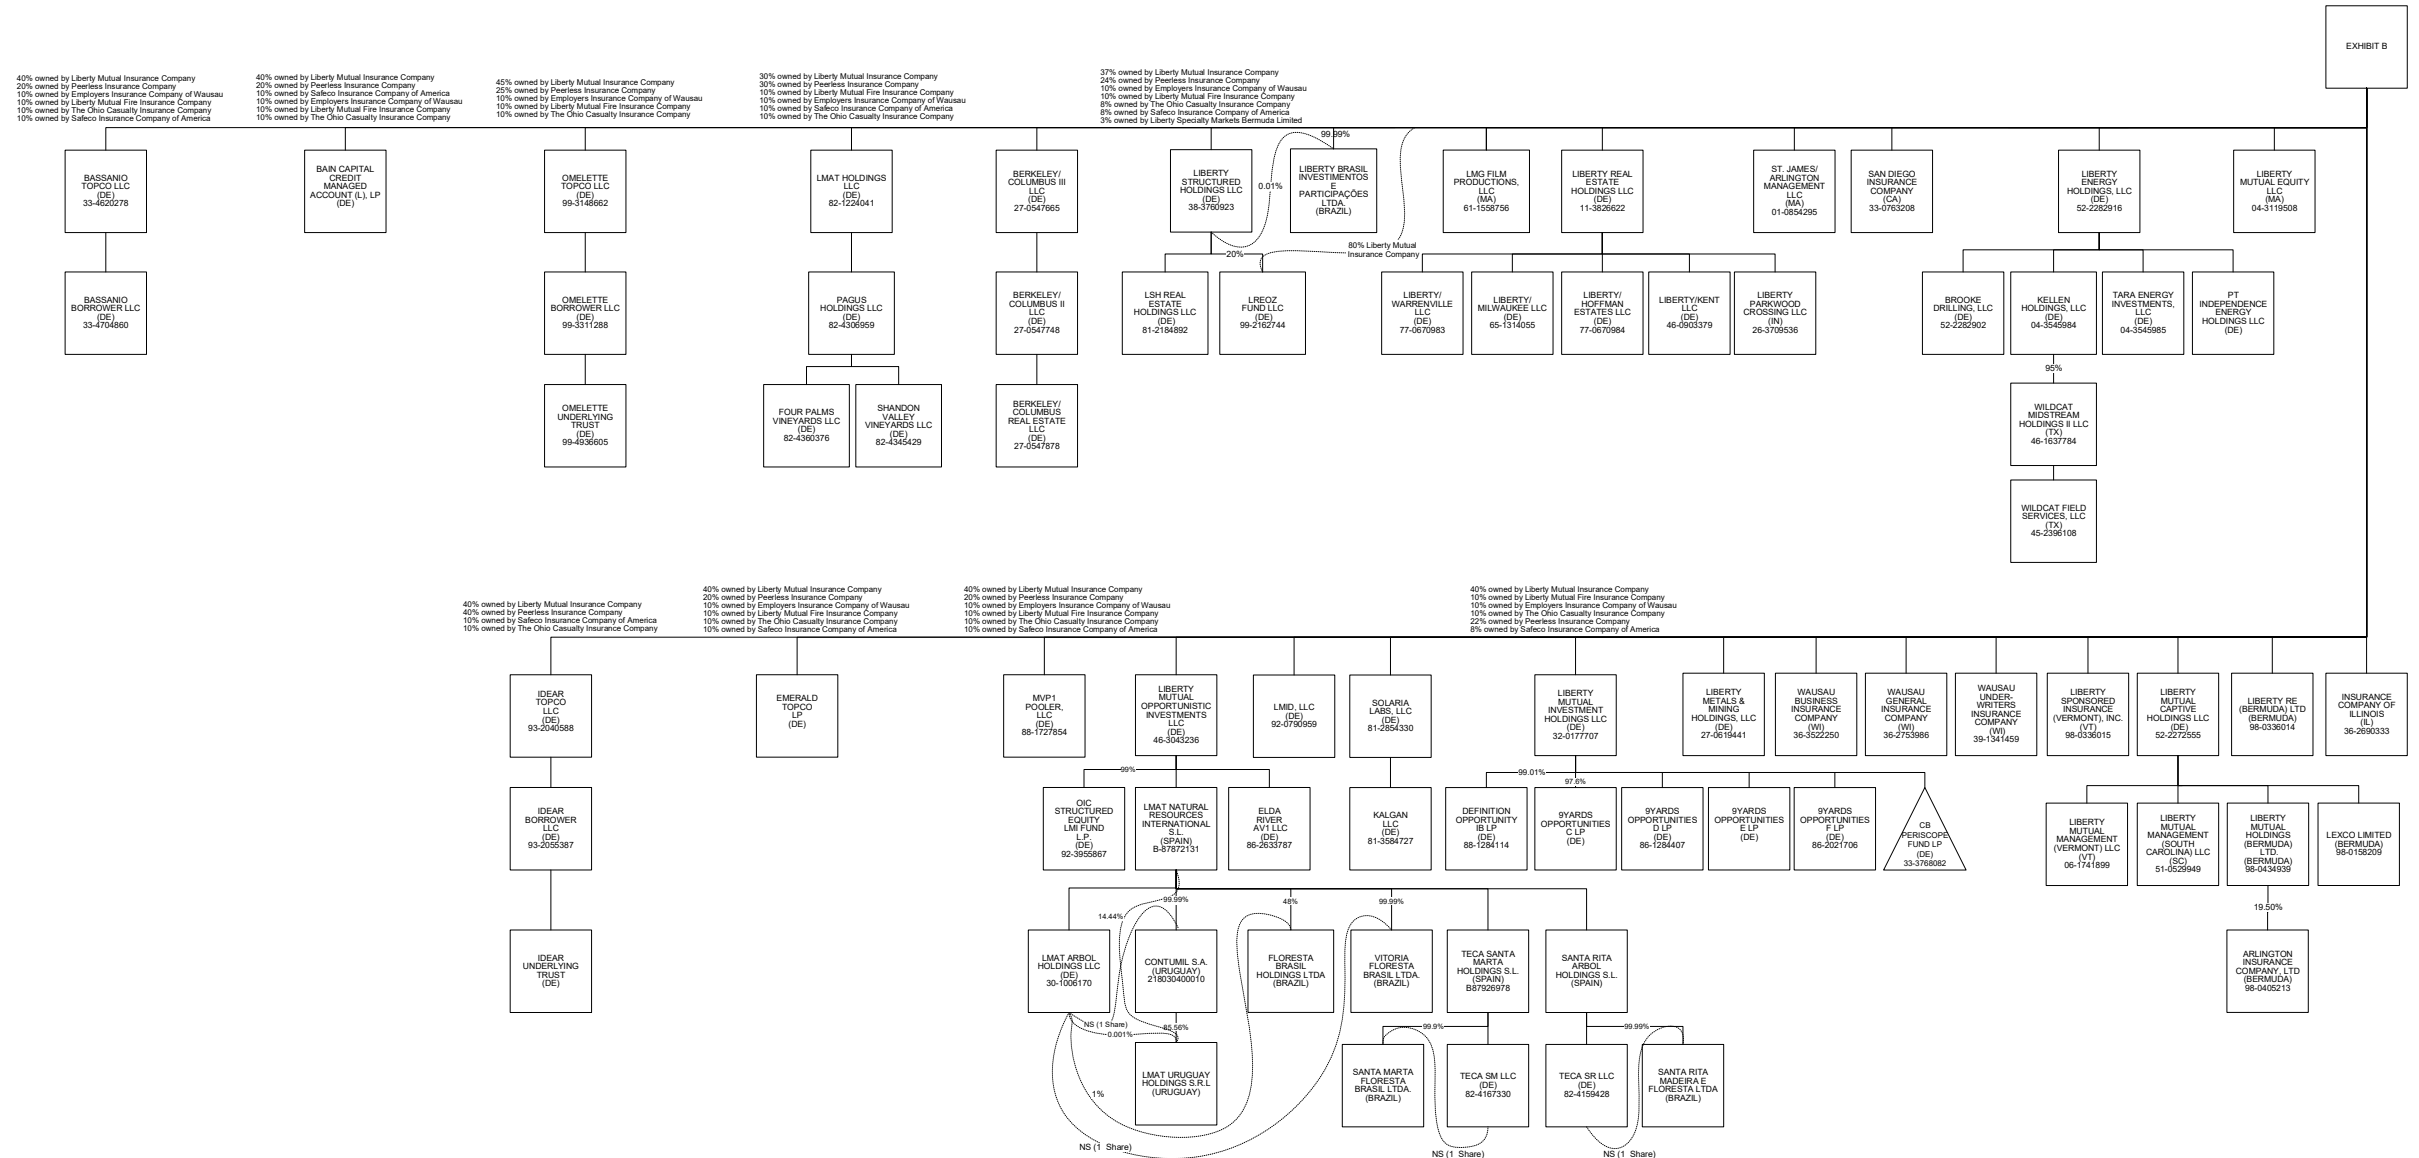 EXHIBIT B
40% owned by Liberty Mutual Insurance Company
20% owned by Peerless Insurance Company
10% owned by Employers Insurance Company of Wausau
10% owned by Liberty Mutual Fire Insurance Company
10% owned by The Ohio Casualty Insurance Company
10% owned by Safeco Insurance Company of America
40% owned by Liberty Mutual Insurance Company
20% owned by Peerless Insurance Company
10% owned by Safeco Insurance Company of America
10% owned by Employers Insurance Company of Wausau
10% owned by Liberty Mutual Fire Insurance Company
10% owned by The Ohio Casualty Insurance Company
45% owned by Liberty Mutual Insurance Company
25% owned by Peerless Insurance Company
10% owned by Employers Insurance Company of Wausau
10% owned by Liberty Mutual Fire Insurance Company
10% owned by The Ohio Casualty Insurance Company
30% owned by Liberty Mutual Insurance Company
30% owned by Peerless Insurance Company
10% owned by Liberty Mutual Fire Insurance Company
10% owned by Employers Insurance Company of Wausau
10% owned by Safeco Insurance Company of America
10% owned by The Ohio Casualty Insurance Company
37% owned by Liberty Mutual Insurance Company
24% owned by Peerless Insurance Company
10% owned by Employers Insurance Company of Wausau
10% owned by Liberty Mutual Fire Insurance Company
8% owned by The Ohio Casualty Insurance Company
8% owned by Safeco Insurance Company of America
3% owned by Liberty Specialty Markets Bermuda Limited
BASSANIO
TOPCO LLC
(DE)
33-4620278
BAIN CAPITAL
CREDIT
MANAGED
ACCOUNT (L), LP
(DE)
OMELETTE
TOPCO LLC
(DE)
99-3148662
LMAT HOLDINGS
LLC
(DE)
82-1224041
BERKELEY/
COLUMBUS III
LLC
(DE)
27-0547665
LIBERTY
STRUCTURED
HOLDINGS LLC
(DE)
38-3760923
0.01%
99.99%
LIBERTY BRASIL
INVESTIMENTOS
E
PARTICIPAÇÕES
LTDA.
(BRAZIL)
LMG FILM
PRODUCTIONS,
LLC
(MA)
61-1558756
LIBERTY REAL
ESTATE
HOLDINGS LLC
(DE)
11-3826622
ST. JAMES/
ARLINGTON
MANAGEMENT
LLC
(MA)
01-0854295
SAN DIEGO
INSURANCE
COMPANY
(CA)
33-0763208
LIBERTY
ENERGY
HOLDINGS, LLC
(DE)
52-2282916
LIBERTY
MUTUAL EQUITY
LLC
(MA)
04-3119508
20%
80% Liberty Mutual
Insurance Company
BASSANIO
BORROWER LLC
(DE)
33-4704860
OMELETTE
BORROWER LLC
(DE)
99-3311288
PAGUS
HOLDINGS LLC
(DE)
82-4306959
BERKELEY/
COLUMBUS II
LLC
(DE)
27-0547748
LSH REAL
ESTATE
HOLDINGS LLC
(DE)
81-2184892
LREOZ
FUND LLC
(DE)
99-2162744
LIBERTY/
WARRENVILLE
LLC
(DE)
77-0670983
LIBERTY/
MILWAUKEE LLC
(DE)
65-1314055
LIBERTY/
HOFFMAN
ESTATES LLC
(DE)
77-0670984
LIBERTY/KENT
LLC
(DE)
46-0903379
LIBERTY
PARKWOOD
CROSSING LLC
(IN)
26-3709536
BROOKE
DRILLING, LLC
(DE)
52-2282902
KELLEN
HOLDINGS, LLC
(DE)
04-3545984
TARA ENERGY
INVESTMENTS,
LLC
(DE)
04-3545985
PT
INDEPENDENCE
ENERGY
HOLDINGS LLC
(DE)
95%
OMELETTE
UNDERLYING
TRUST
(DE)
99-4936605
FOUR PALMS
VINEYARDS LLC
(DE)
82-4360376
SHANDON
VALLEY
VINEYARDS LLC
(DE)
82-4345429
BERKELEY/
COLUMBUS
REAL ESTATE
LLC
(DE)
27-0547878
WILDCAT
MIDSTREAM
HOLDINGS II LLC
(TX)
46-1637784
WILDCAT FIELD
SERVICES, LLC
(TX)
45-2396108
40% owned by Liberty Mutual Insurance Company
40% owned by Peerless Insurance Company
10% owned by Safeco Insurance Company of America
10% owned by The Ohio Casualty Insurance Company
40% owned by Liberty Mutual Insurance Company
20% owned by Peerless Insurance Company
10% owned by Employers Insurance Company of Wausau
10% owned by Liberty Mutual Fire Insurance Company
10% owned by The Ohio Casualty Insurance Company
10% owned by Safeco Insurance Company of America
40% owned by Liberty Mutual Insurance Company
20% owned by Peerless Insurance Company
10% owned by Employers Insurance Company of Wausau
10% owned by Liberty Mutual Fire Insurance Company
10% owned by The Ohio Casualty Insurance Company
10% owned by Safeco Insurance Company of America
40% owned by Liberty Mutual Insurance Company
10% owned by Liberty Mutual Fire Insurance Company
10% owned by Employers Insurance Company of Wausau
10% owned by The Ohio Casualty Insurance Company
22% owned by Peerless Insurance Company
8% owned by Safeco Insurance Company of America
IDEAR
TOPCO
LLC
(DE)
93-2040588
EMERALD
TOPCO
LP
(DE)
MVP1
POOLER,
LLC
(DE)
88-1727854
LIBERTY
MUTUAL
OPPORTUNISTIC
INVESTMENTS
LLC
(DE)
46-3043236
LMID, LLC
(DE)
92-0790959
SOLARIA
LABS, LLC
(DE)
81-2854330
LIBERTY
MUTUAL
INVESTMENT
HOLDINGS LLC
(DE)
32-0177707
LIBERTY
METALS &
MINING
HOLDINGS, LLC
(DE)
27-0619441
WAUSAU
BUSINESS
INSURANCE
COMPANY
(WI)
36-3522250
WAUSAU
GENERAL
INSURANCE
COMPANY
(WI)
36-2753986
WAUSAU
UNDER-
WRITERS
INSURANCE
COMPANY
(WI)
39-1341459
LIBERTY
SPONSORED
INSURANCE
(VERMONT), INC.
(VT)
98-0336015
LIBERTY
MUTUAL
CAPTIVE
HOLDINGS LLC
(DE)
52-2272555
LIBERTY RE
(BERMUDA) LTD
(BERMUDA)
98-0336014
INSURANCE
COMPANY OF
ILLINOIS
(IL)
36-2690333
99%
99.01%
97.6%
IDEAR
BORROWER
LLC
(DE)
93-2055387
OIC
STRUCTURED
EQUITY
LMI FUND
L.P.
(DE)
92-3955867
LMAT NATURAL
RESOURCES
INTERNATIONAL
S.L.
(SPAIN)
B-87872131
ELDA
RIVER
AV1 LLC
(DE)
86-2633787
KALGAN
LLC
(DE)
81-3584727
DEFINITION
OPPORTUNITY
IB LP
(DE)
88-1284114
9YARDS
OPPORTUNITIES
C LP
(DE)
9YARDS
OPPORTUNITIES
D LP
(DE)
86-1284407
9YARDS
OPPORTUNITIES
E LP
(DE)
9YARDS
OPPORTUNITIES
F LP
(DE)
86-2021706
CB
PERISCOPE
FUND LP
(DE)
33-3768082
LIBERTY
MUTUAL
MANAGEMENT
(VERMONT) LLC
(VT)
06-1741899
LIBERTY
MUTUAL
MANAGEMENT
(SOUTH
CAROLINA) LLC
(SC)
51-0529949
LIBERTY
MUTUAL
HOLDINGS
(BERMUDA)
LTD.
(BERMUDA)
98-0434939
LEXCO LIMITED
(BERMUDA)
98-0158209
14.44%
99.99%
48%
99.99%
19.50%
IDEAR
UNDERLYING
TRUST
(DE)
LMAT ARBOL
HOLDINGS LLC
(DE)
30-1006170
CONTUMIL S.A.
(URUGUAY)
218030400010
FLORESTA
BRASIL
HOLDINGS LTDA
(BRAZIL)
VITORIA
FLORESTA
BRASIL LTDA.
(BRAZIL)
TECA SANTA
MARTA
HOLDINGS S.L.
(SPAIN)
B87926978
SANTA RITA
ARBOL
HOLDINGS S.L.
(SPAIN)
ARLINGTON
INSURANCE
COMPANY, LTD
(BERMUDA)
98-0405213
NS (1 Share)
0.001%
85.56%
99.9%
99.99%
LMAT URUGUAY
HOLDINGS S.R.L
(URUGUAY)
SANTA MARTA
FLORESTA
BRASIL LTDA.
(BRAZIL)
TECA SM LLC
(DE)
82-4167330
TECA SR LLC
(DE)
82-4159428
SANTA RITA
MADEIRA E
FLORESTA LTDA
(BRAZIL)
1%
NS (1 Share)
NS (1 Share)
NS (1 Share)